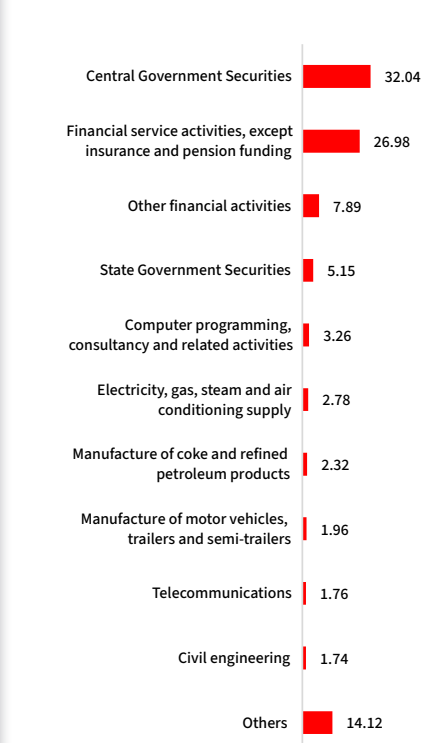 Central Government Securities 32.04
Financial service activities, except
insurance and pension funding 26.98
Other financial activities 7.89
State Government Securities 5.15
Computer programming,
consultancy and related activities 3.26
Electricity, gas, steam and air
conditioning supply 2.78
Manufacture of coke and refined
petroleum products 2.32
Manufacture of motor vehicles,
trailers and semi-trailers 1.96
Telecommunications 1.76
Civil engineering 1.74
Others 14.12